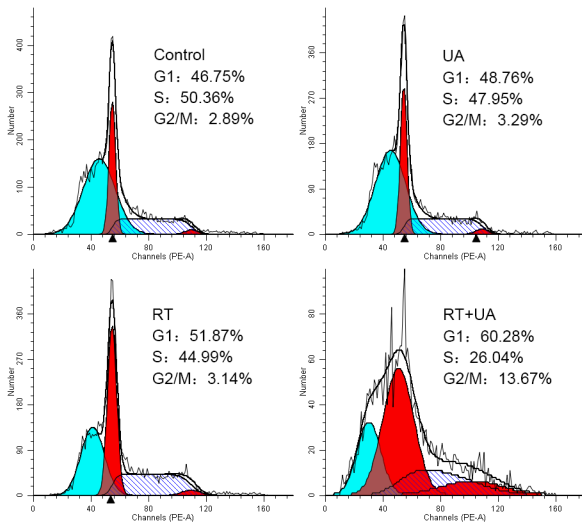 Control
G1：46.75%
S：50.36%
G2/M：2.89%
Number
0 90 180 270 360
0 40 80 120 160
Channels (PE-A)
UA
G1：48.76%
S：47.95%
G2/M：3.29%
Number
0 90 180 270 360
0 40 80 120 160
Channels (PE-A)
RT
G1：51.87%
S：44.99%
G2/M：3.14%
Number
0 90 180 270 360
0 40 80 120 160
Channels (PE-A)
RT+UA
G1：60.28%
S：26.04%
G2/M：13.67%
Number
0 20 40 60 80
0 40 80 120 160
Channels (PE-A)